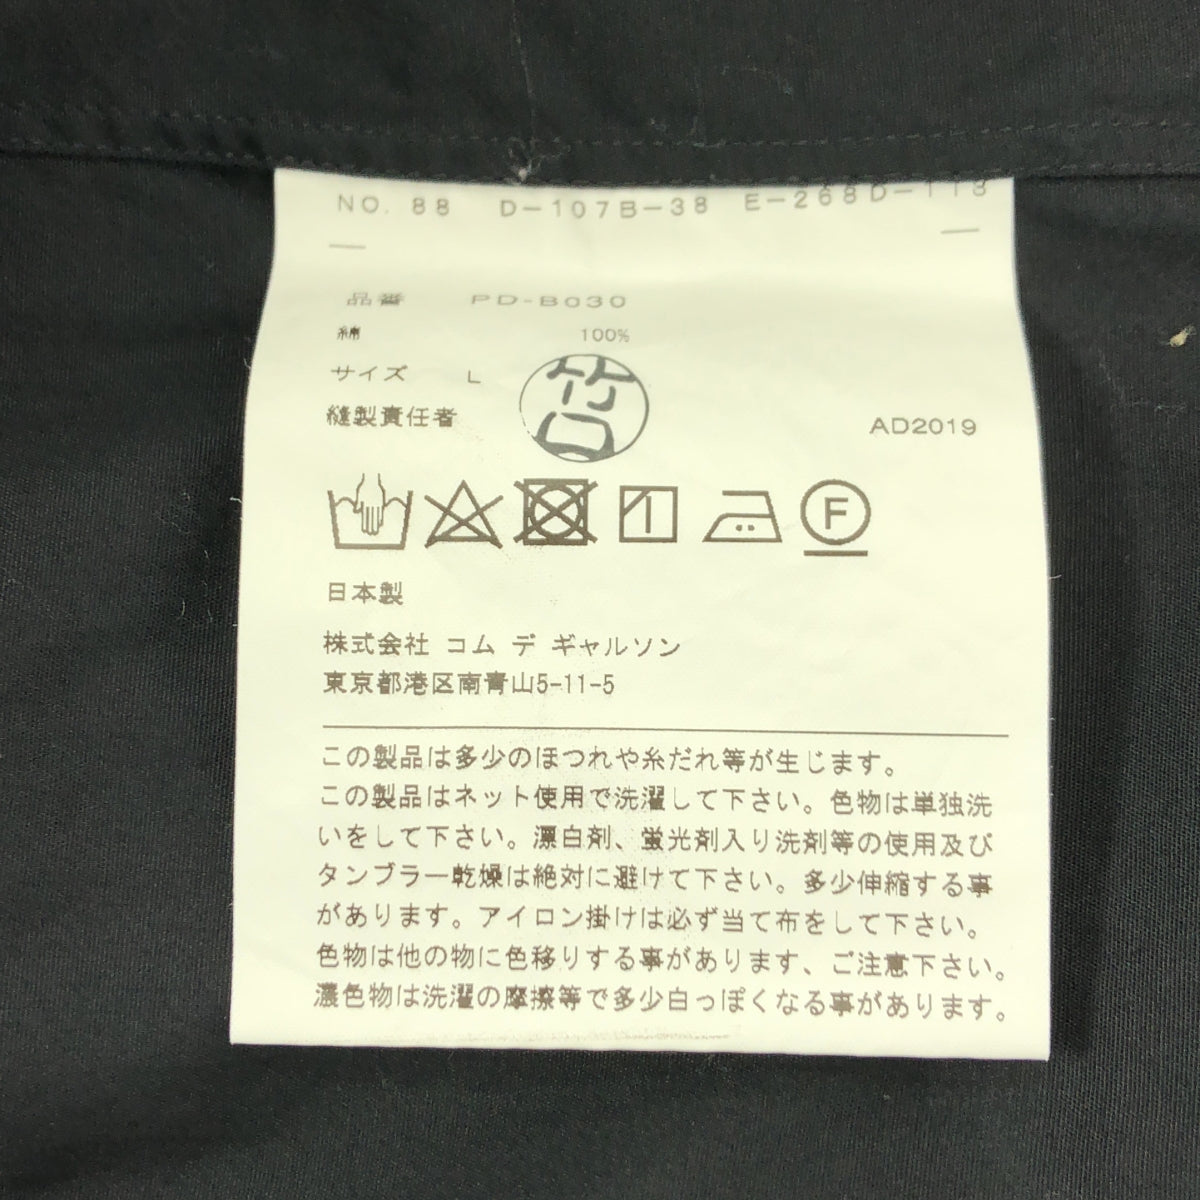 NO. 88 D-107B-38 E-268D-118
品番 PD-B030
綿 100%
サイズ L
縫製責任者 竹口
AD2019
F
日本製
株式会社 コム デ ギャルソン
東京都港区南青山5-11-5
この製品は多少のほつれや糸だれ等が生じます。
この製品はネット使用で洗濯して下さい。色物は単独洗
いをして下さい。漂白剤、蛍光剤入り洗剤等の使用及び
タンブラー乾燥は絶対に避けて下さい。多少伸縮する事
があります。アイロン掛けは必ず当て布をして下さい。
色物は他の物に色移りする事があります、ご注意下さい。
濃色物は洗濯の摩擦等で多少白っぽくなる事があります。